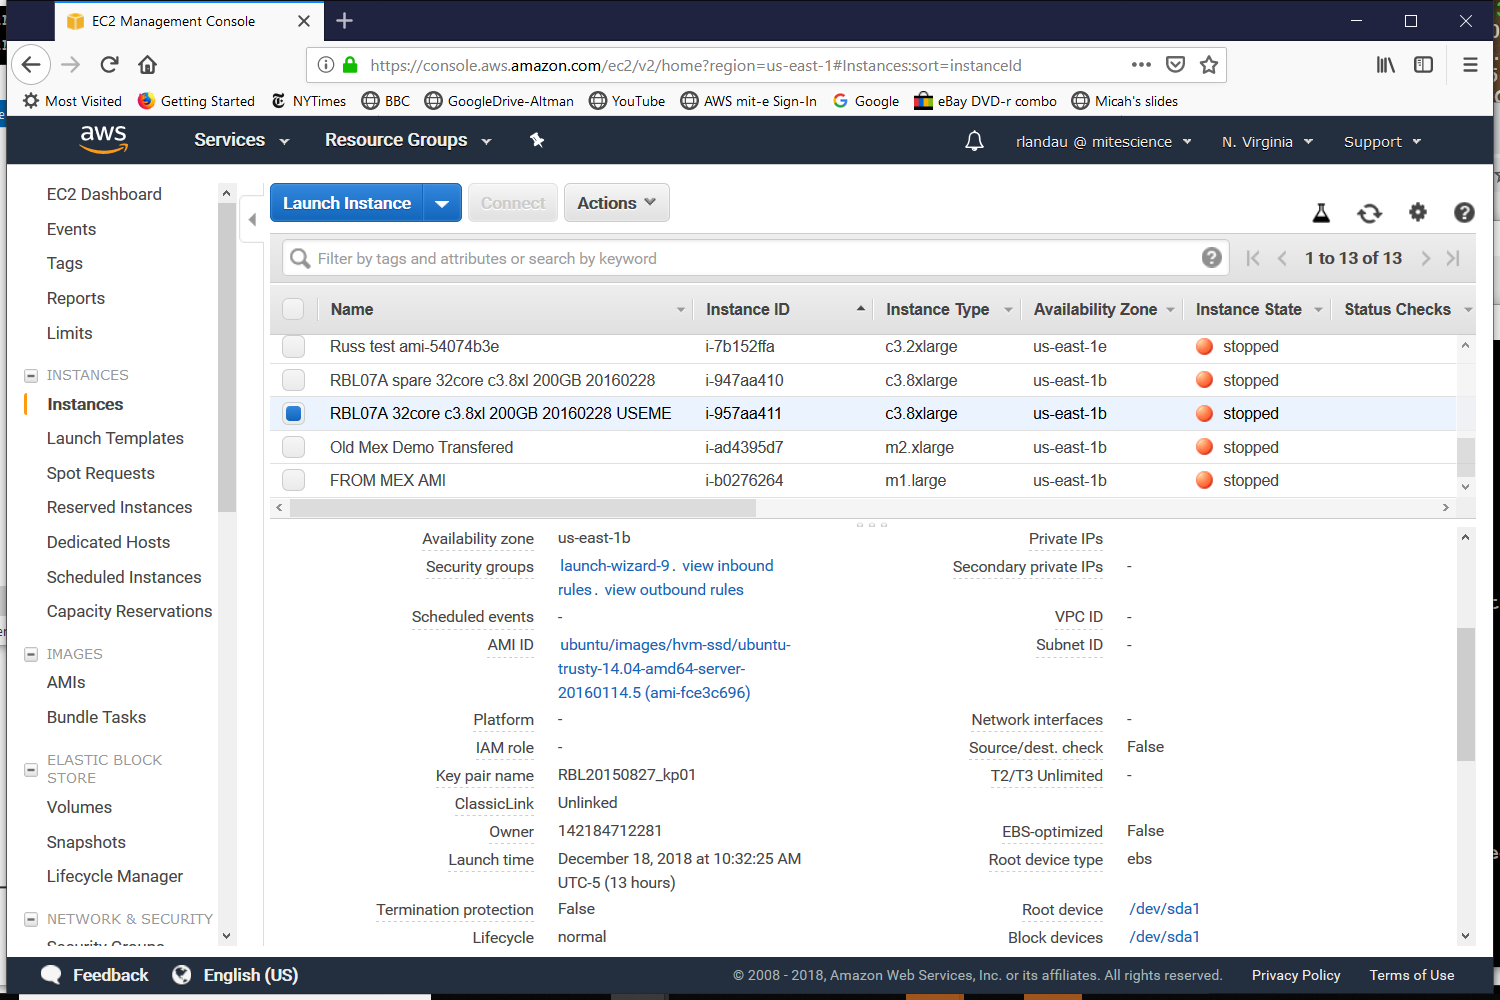 EC2 Management Console
https://console.aws.amazon.com/ec2/v2/home?region=us-east-1#Instances:sort=instanceId
Most Visited Getting Started NYTimes BBC GoogleDrive-Altman YouTube AWS mit-e Sign-In Google eBay DVD-r combo Micah's slides
aws Services Resource Groups rlandau @ mitescience N. Virginia Support
EC2 Dashboard
Events
Tags
Reports
Limits
INSTANCES
Instances
Launch Templates
Spot Requests
Reserved Instances
Dedicated Hosts
Scheduled Instances
Capacity Reservations
IMAGES
AMIs
Bundle Tasks
ELASTIC BLOCK
STORE
Volumes
Snapshots
Lifecycle Manager
NETWORK & SECURITY
Security Groups
Launch Instance Connect Actions
Filter by tags and attributes or search by keyword 1 to 13 of 13
Name Instance ID Instance Type Availability Zone Instance State Status Checks
Russ test ami-54074b3e i-7b152ffa c3.2xlarge us-east-1e stopped
RBL07A spare 32core c3.8xl 200GB 20160228 i-947aa410 c3.8xlarge us-east-1b stopped
RBL07A 32core c3.8xl 200GB 20160228 USEME i-957aa411 c3.8xlarge us-east-1b stopped
Old Mex Demo Transfered i-ad4395d7 m2.xlarge us-east-1b stopped
FROM MEX AMI i-b0276264 m1.large us-east-1b stopped
Availability zone us-east-1b Private IPs
Security groups launch-wizard-9. view inbound Secondary private IPs -
rules. view outbound rules
Scheduled events - VPC ID -
AMI ID ubuntu/images/hvm-ssd/ubuntu- Subnet ID -
trusty-14.04-amd64-server-
20160114.5 (ami-fce3c696)
Platform - Network interfaces -
IAM role - Source/dest. check False
Key pair name RBL20150827_kp01 T2/T3 Unlimited -
ClassicLink Unlinked
Owner 142184712281 EBS-optimized False
Launch time December 18, 2018 at 10:32:25 AM Root device type ebs
UTC-5 (13 hours)
Termination protection False Root device /dev/sda1
Lifecycle normal Block devices /dev/sda1
Feedback English (US) © 2008 - 2018, Amazon Web Services, Inc. or its affiliates. All rights reserved. Privacy Policy Terms of Use